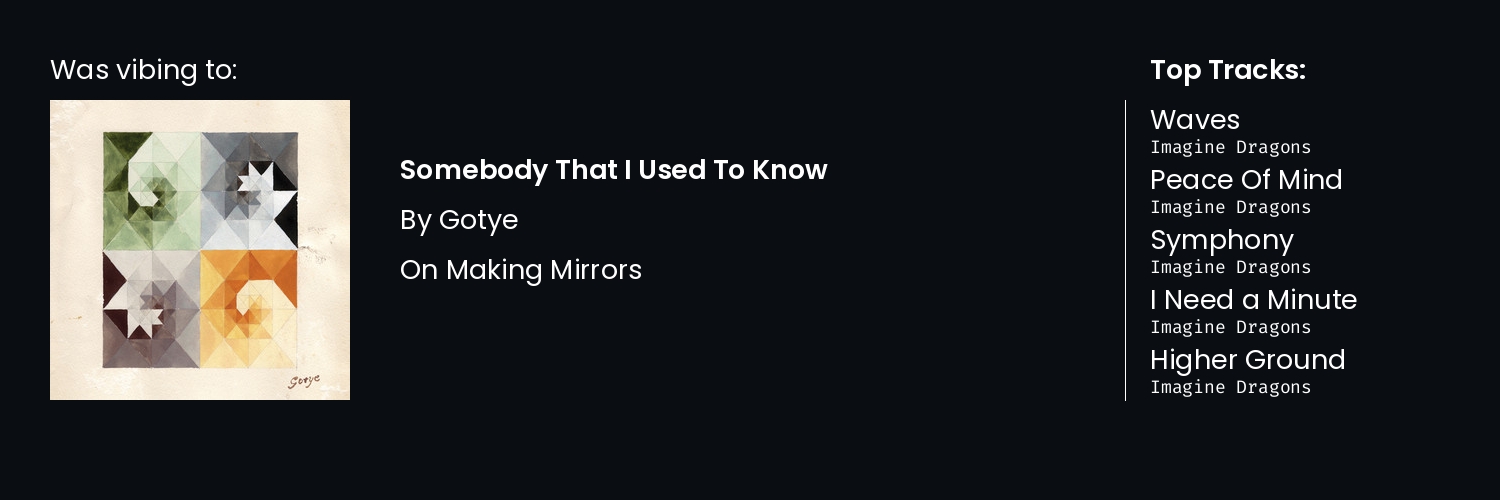 Was vibing to:
Gotye
Somebody That I Used To Know
By Gotye
On Making Mirrors
Top Tracks:
Waves
Imagine Dragons
Peace Of Mind
Imagine Dragons
Symphony
Imagine Dragons
I Need a Minute
Imagine Dragons
Higher Ground
Imagine Dragons